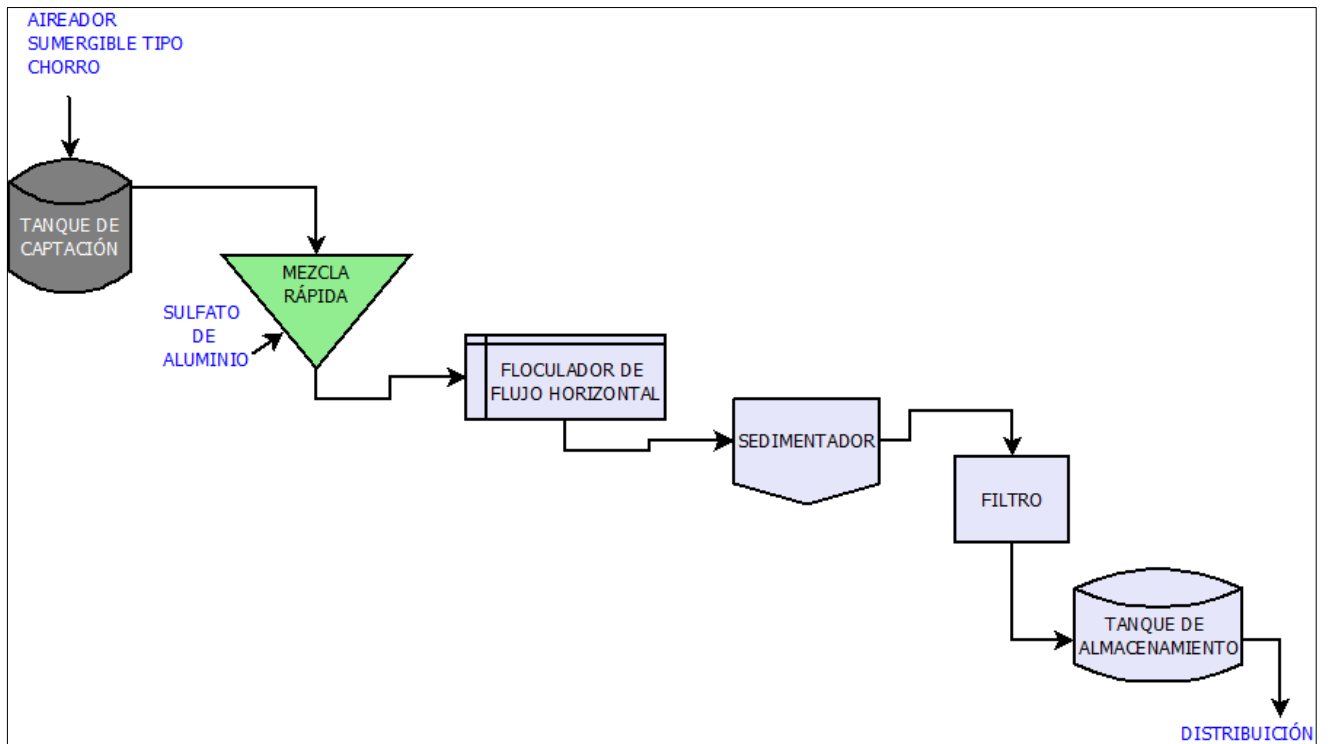 AIREADOR
SUMERGIBLE TIPO
CHORRO
TANQUE DE
CAPTACIÓN
MEZCLA
RÁPIDA
SULFATO
DE
ALUMINIO
FLOCULADOR DE
FLUJO HORIZONTAL
SEDIMENTADOR
FILTRO
TANQUE DE
ALMACENAMIENTO
DISTRIBUICIÓN